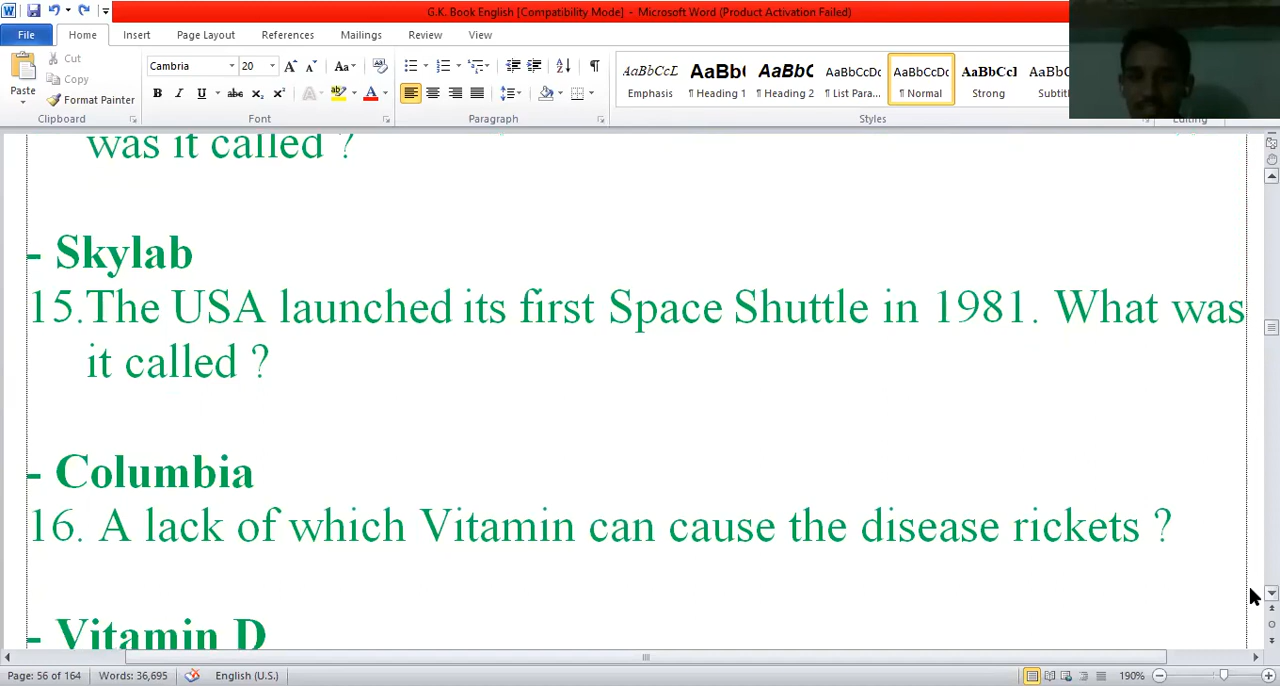 G.K. Book English [Compatibility Mode] - Microsoft Word (Product Activation Failed)
File Home Insert Page Layout References Mailings Review View
Paste
Cut
Copy
Format Painter
Clipboard
Cambria 20
Font
Paragraph
AaBbCcL AaBbC AaBbC AaBbCcDc AaBbCcDc AaBbCcI AaBbC
Emphasis ¶ Heading 1 ¶ Heading 2 ¶ List Para... ¶ Normal Strong
Styles
Editing
was it called ?
- Skylab
15.The USA launched its first Space Shuttle in 1981. What was
it called ?
- Columbia
16. A lack of which Vitamin can cause the disease rickets ?
- Vitamin D
Page: 56 of 164 Words: 36,695 English (U.S.) 190%